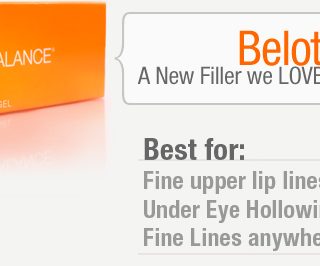 ALANCE®
GEL
Belot
A New Filler we LOVE
Best for:
Fine upper lip lines
Under Eye Hollowi
Fine Lines anywhe